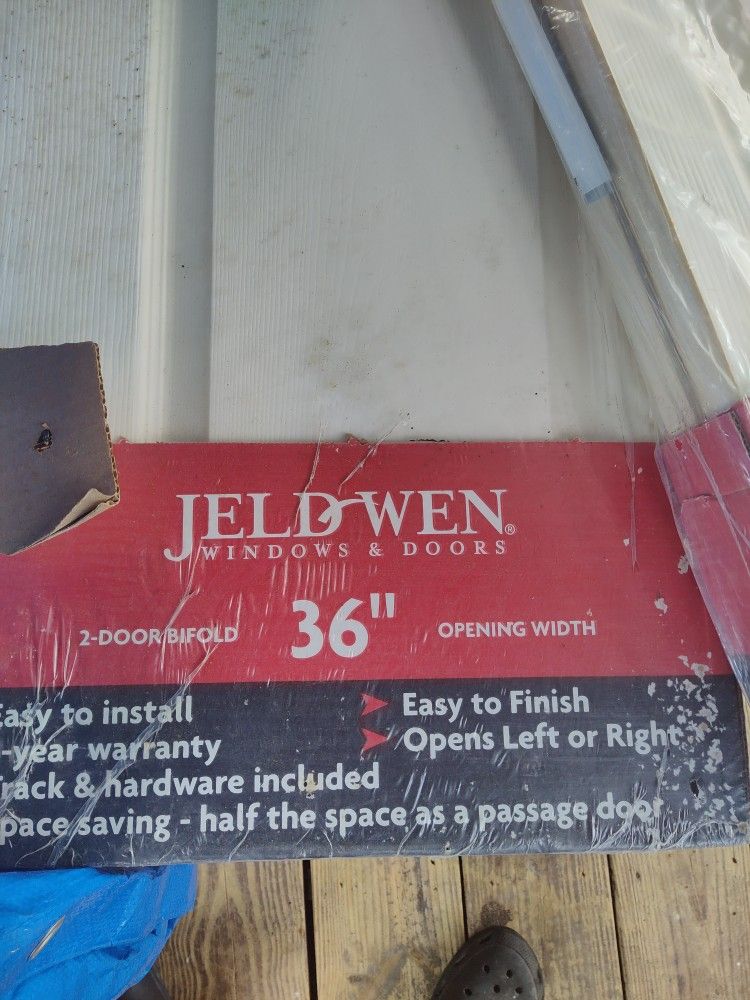 JELD-WEN®
WINDOWS & DOORS
2-DOOR BIFOLD 36" OPENING WIDTH
Easy to install
Easy to Finish
-year warranty
Opens Left or Right
rack & hardware included
pace saving - half the space as a passage door